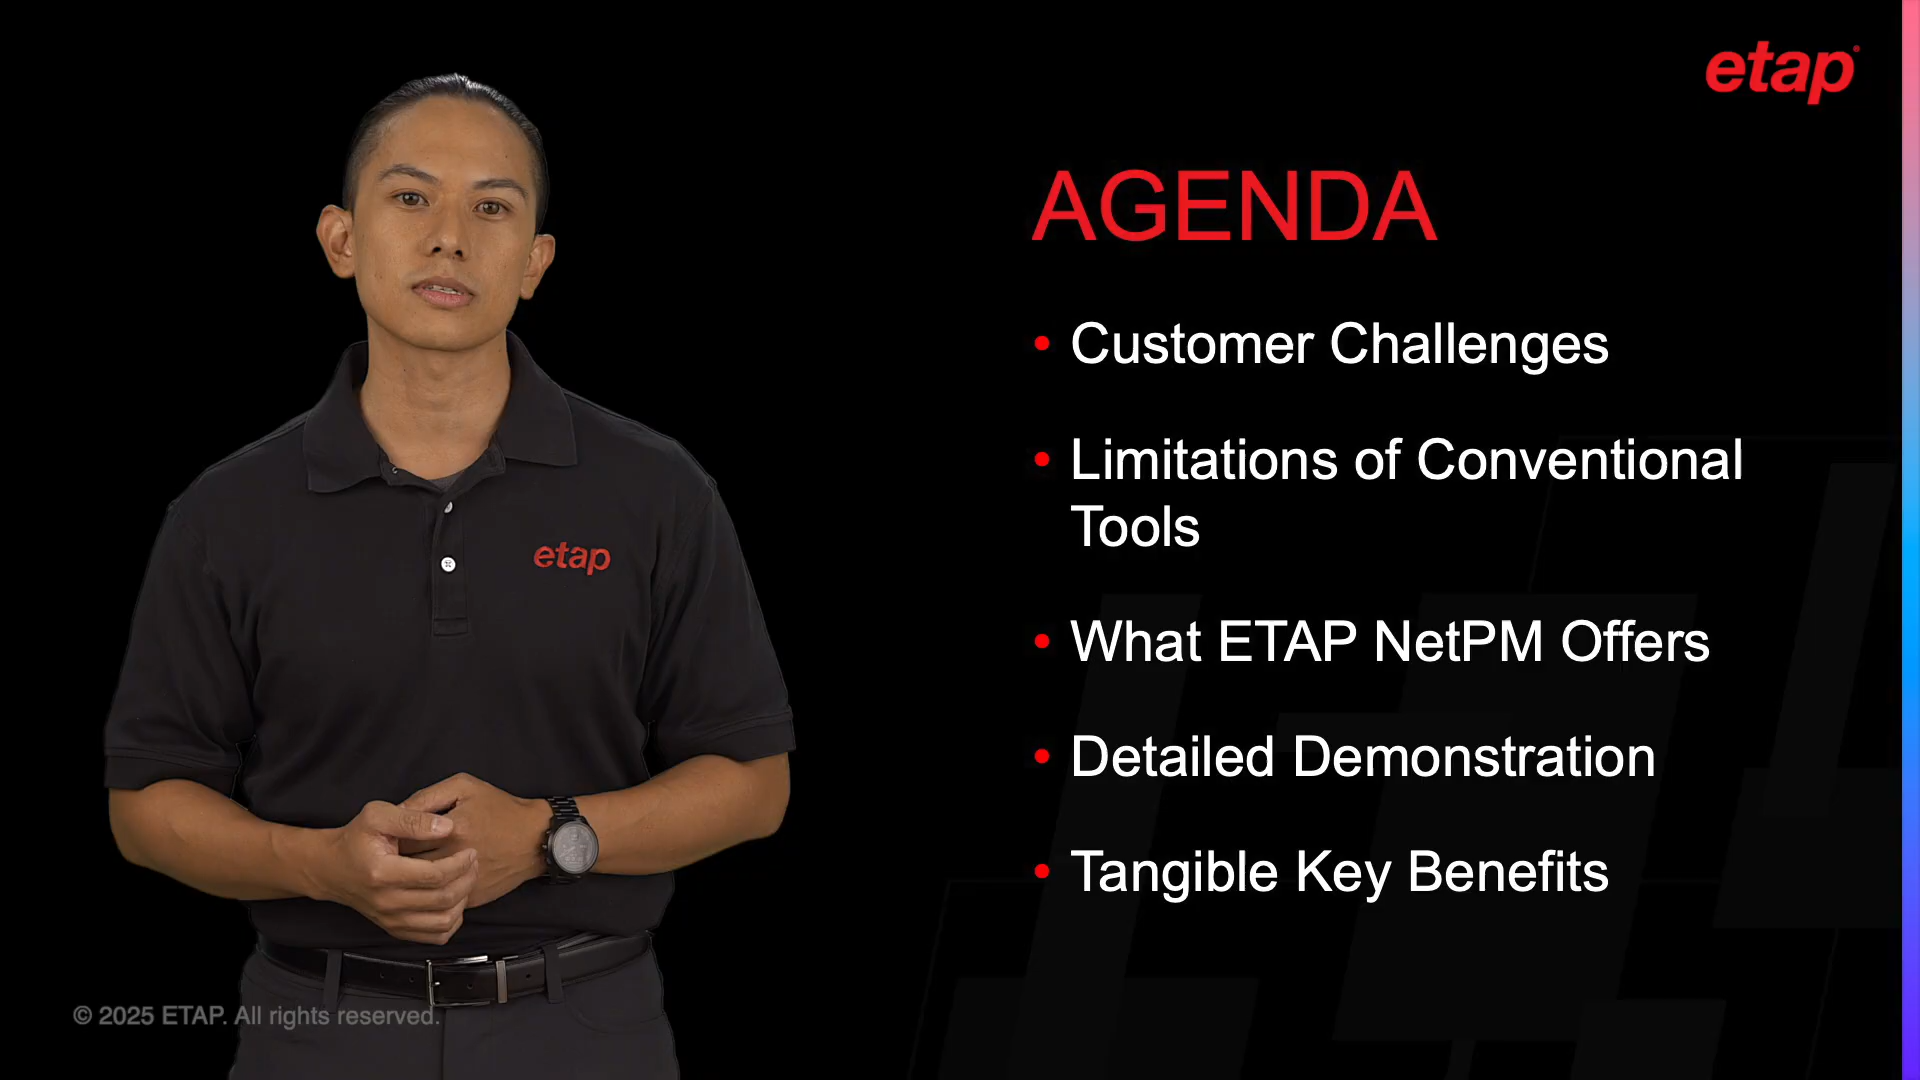 etap
AGENDA
• Customer Challenges
• Limitations of Conventional
Tools
• What ETAP NetPM Offers
• Detailed Demonstration
• Tangible Key Benefits
etap
© 2025 ETAP. All rights reserved.